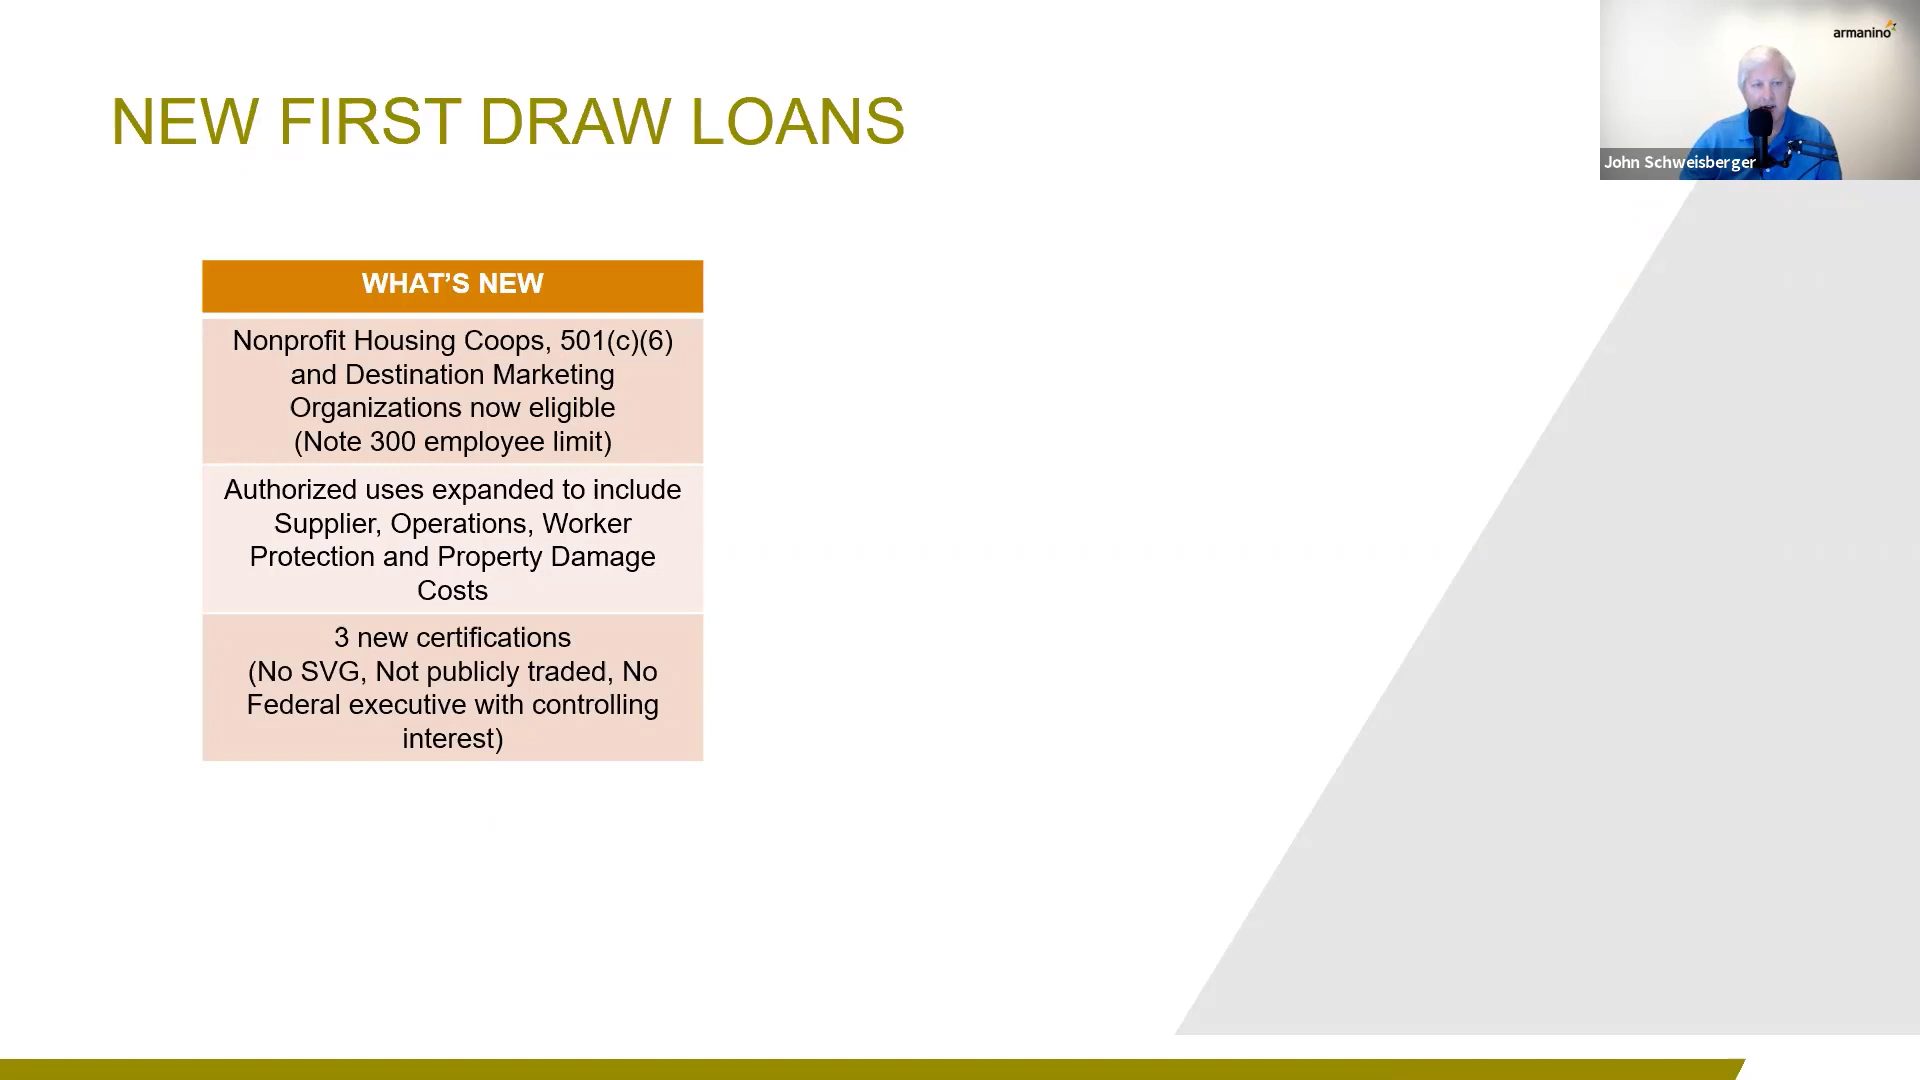 armanino
NEW FIRST DRAW LOANS
John Schweisberger
WHAT’S NEW
Nonprofit Housing Coops, 501(c)(6)
and Destination Marketing
Organizations now eligible
(Note 300 employee limit)
Authorized uses expanded to include
Supplier, Operations, Worker
Protection and Property Damage
Costs
3 new certifications
(No SVG, Not publicly traded, No
Federal executive with controlling
interest)